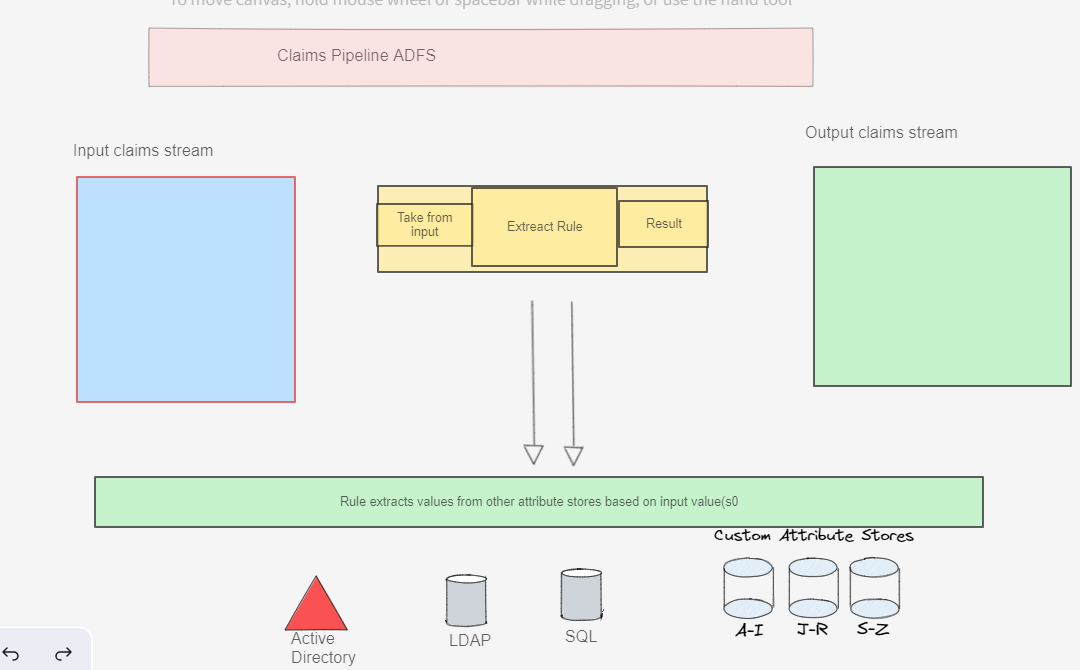 To move canvas, hold mouse wheel or spacebar while dragging, or use the hand tool
Claims Pipeline ADFS
Output claims stream
Input claims stream
Take from
input
Extreact Rule
Result
Rule extracts values from other attribute stores based on input value(s0
Custom Attribute Stores
Active
Directory
LDAP
SQL
A-I
J-R
S-Z